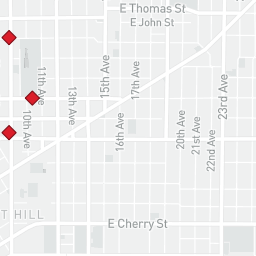 E Thomas St
E John St
15th Ave
17th Ave
11th Ave
13th Ave
10th Ave
23rd Ave
16th Ave
20th Ave
21st Ave
22nd Ave
T HILL
E Cherry St